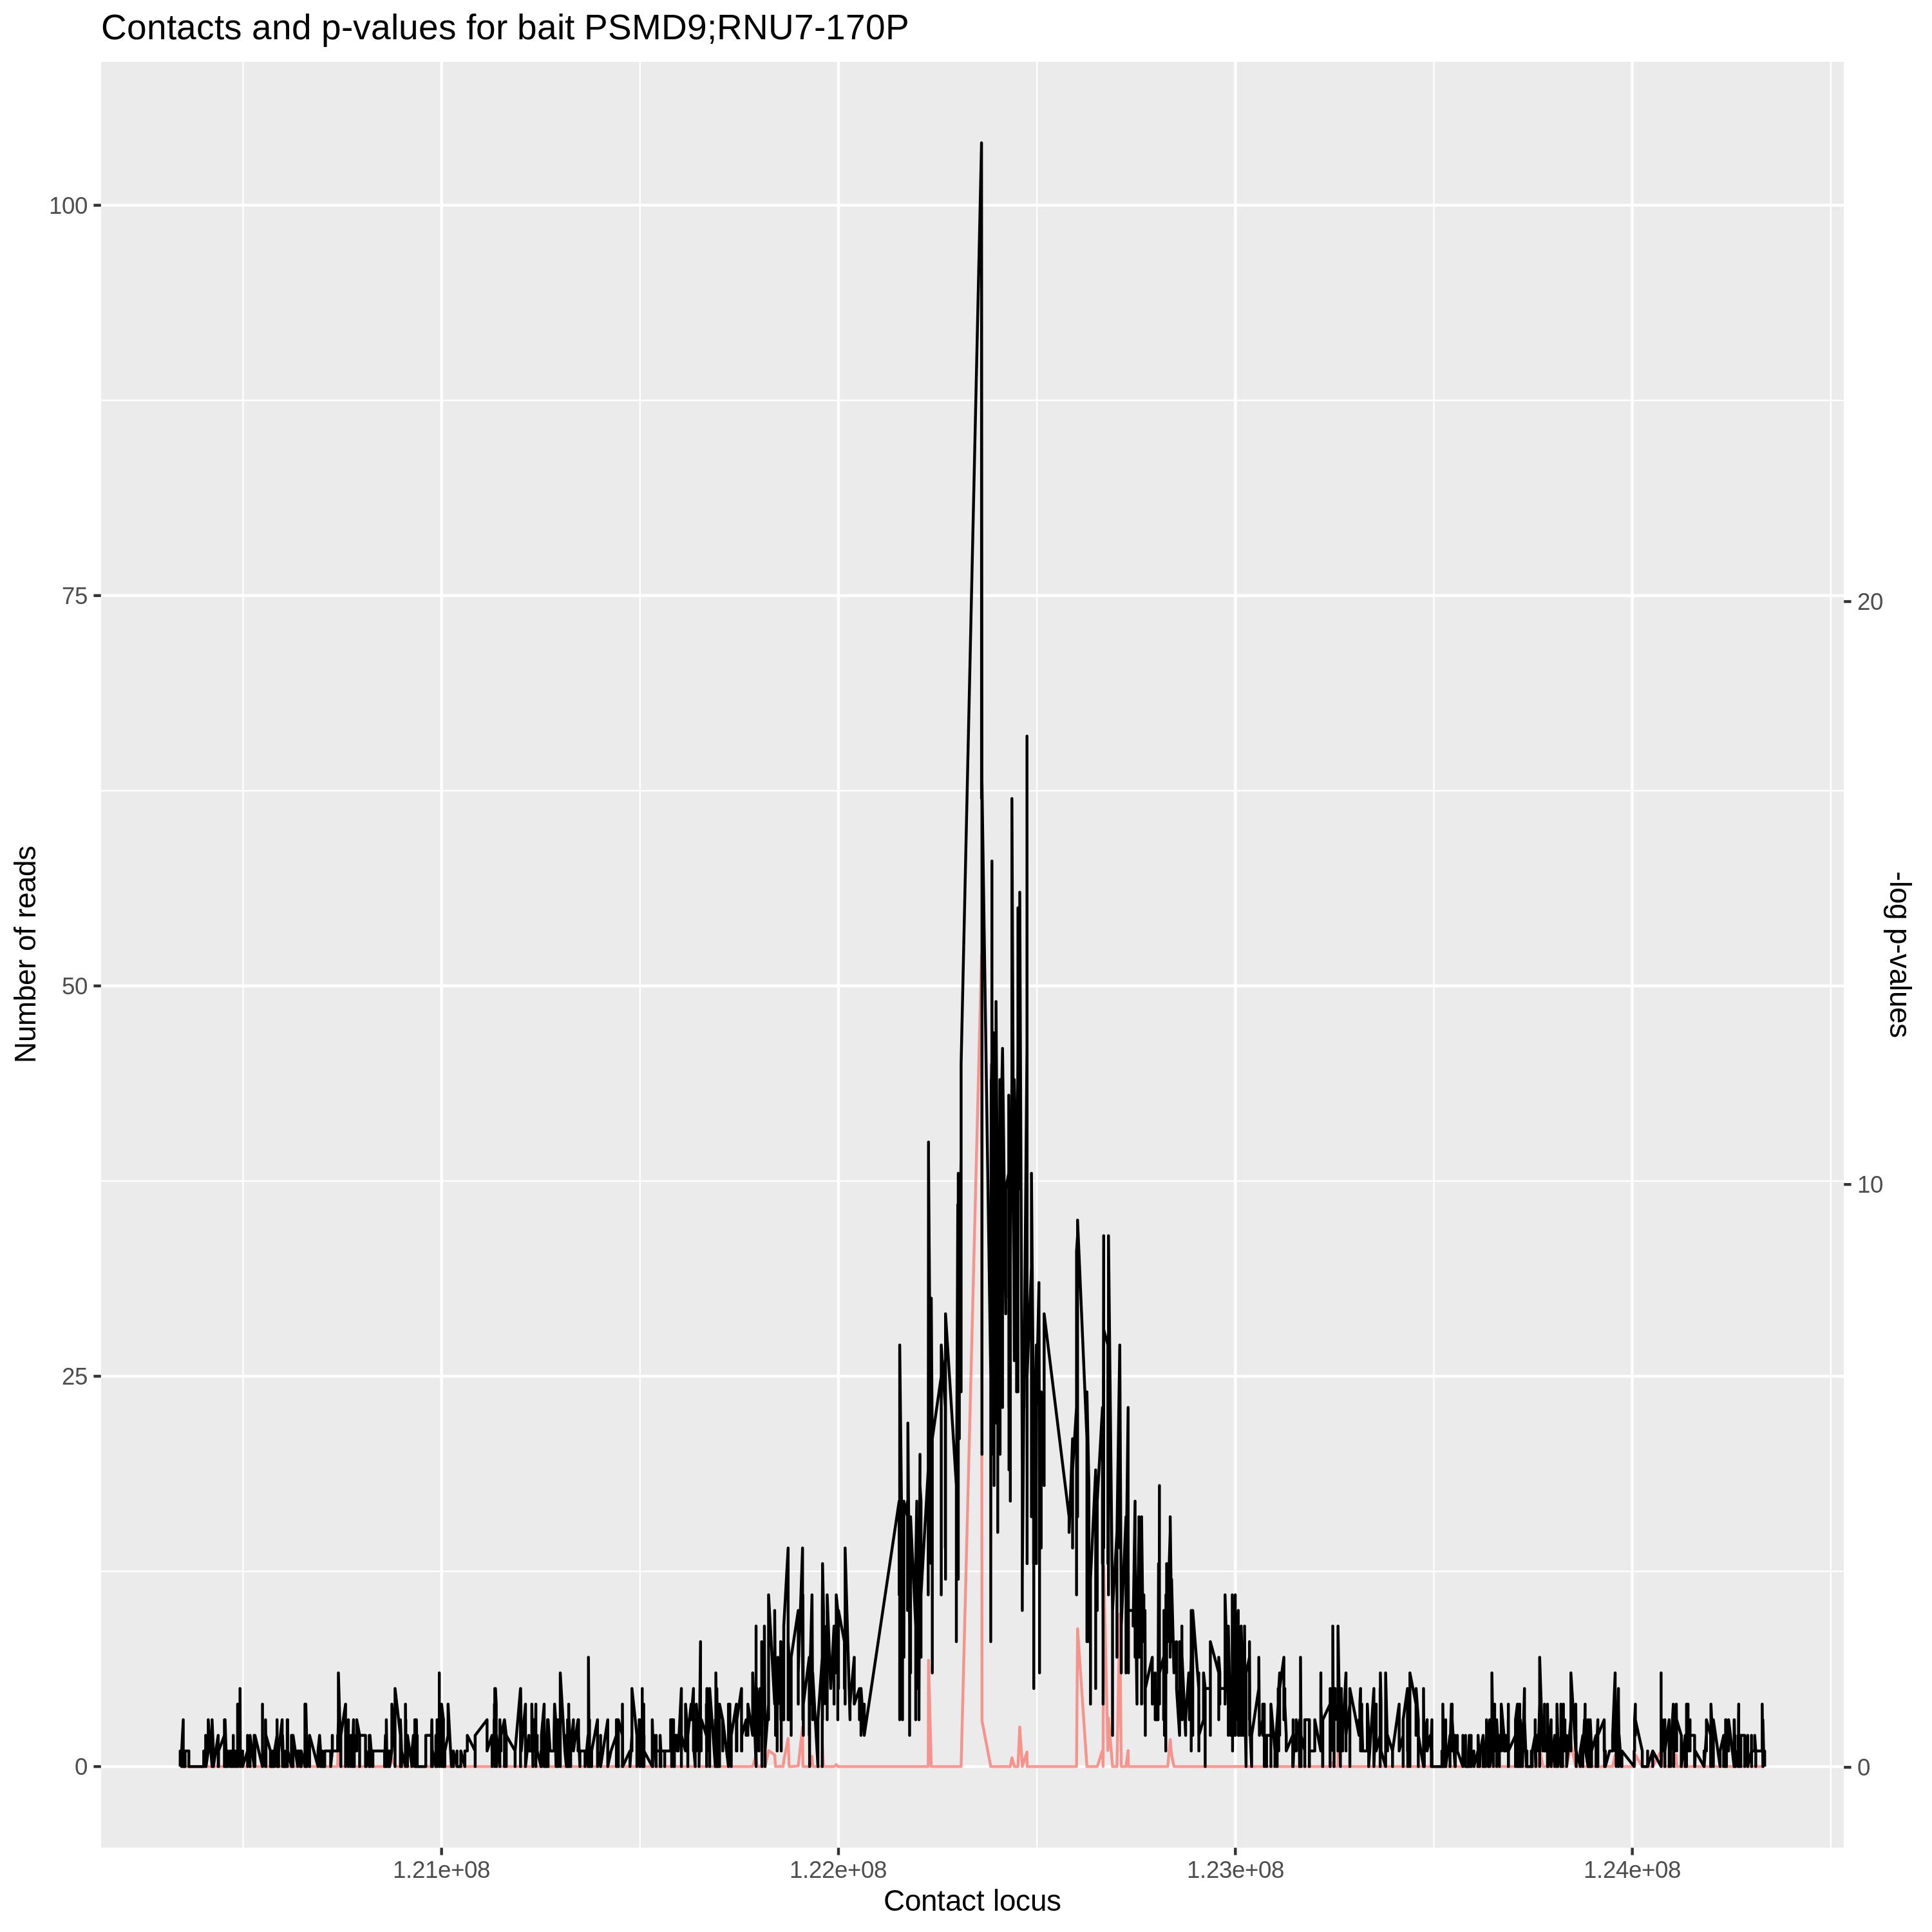 Contacts and p-values for bait PSMD9;RNU7-170P
100
75
50
25
0
Number of reads
20
10
0
-log p-values
1.21e+08
1.22e+08
1.23e+08
1.24e+08
Contact locus